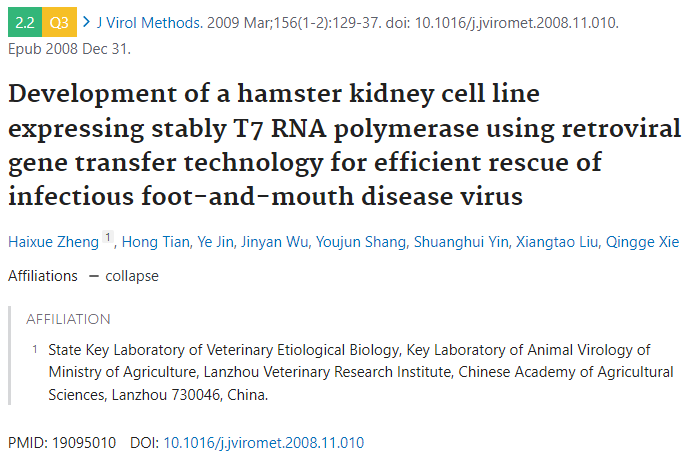 2.2 Q3 > J Virol Methods. 2009 Mar;156(1-2):129-37. doi: 10.1016/j.jviromet.2008.11.010.
Epub 2008 Dec 31.
Development of a hamster kidney cell line
expressing stably T7 RNA polymerase using retroviral
gene transfer technology for efficient rescue of
infectious foot-and-mouth disease virus
Haixue Zheng 1, Hong Tian, Ye Jin, Jinyan Wu, Youjun Shang, Shuanghui Yin, Xiangtao Liu, Qingge Xie
Affiliations − collapse
AFFILIATION
1 State Key Laboratory of Veterinary Etiological Biology, Key Laboratory of Animal Virology of
Ministry of Agriculture, Lanzhou Veterinary Research Institute, Chinese Academy of Agricultural
Sciences, Lanzhou 730046, China.
PMID: 19095010 DOI: 10.1016/j.jviromet.2008.11.010